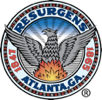 RESURGENS
1847
1865
ATLANTA, GA.
®